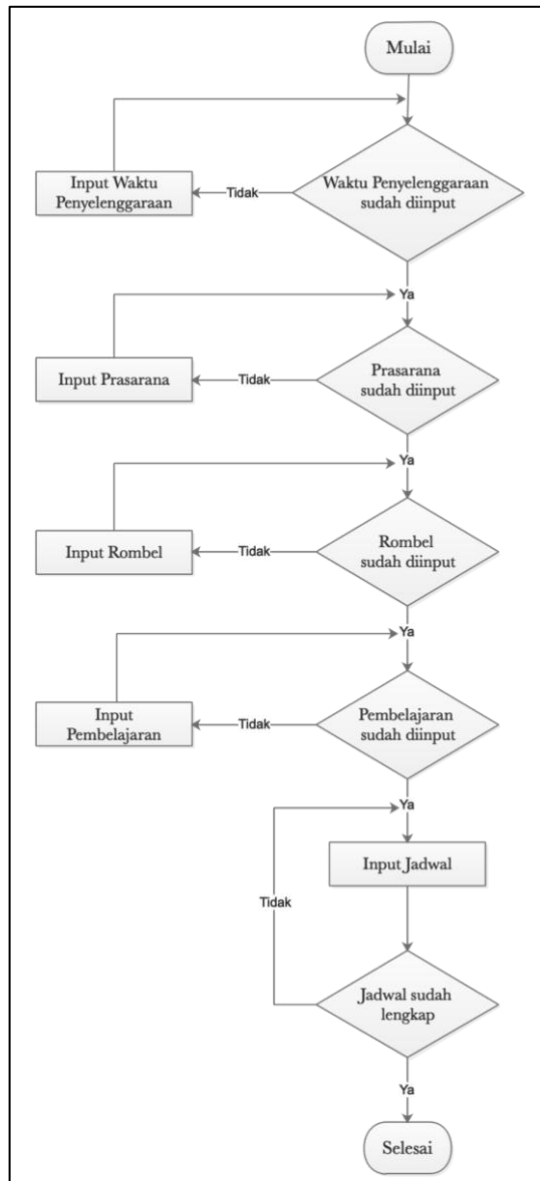 Mulai
Input Waktu
Penyelenggaraan
Tidak
Waktu Penyelenggaraan
sudah diinput
Ya
Input Prasarana
Tidak
Prasarana
sudah diinput
Ya
Input Rombel
Tidak
Rombel
sudah diinput
Ya
Input
Pembelajaran
Tidak
Pembelajaran
sudah diinput
Ya
Input Jadwal
Tidak
Jadwal sudah
lengkap
Ya
Selesai